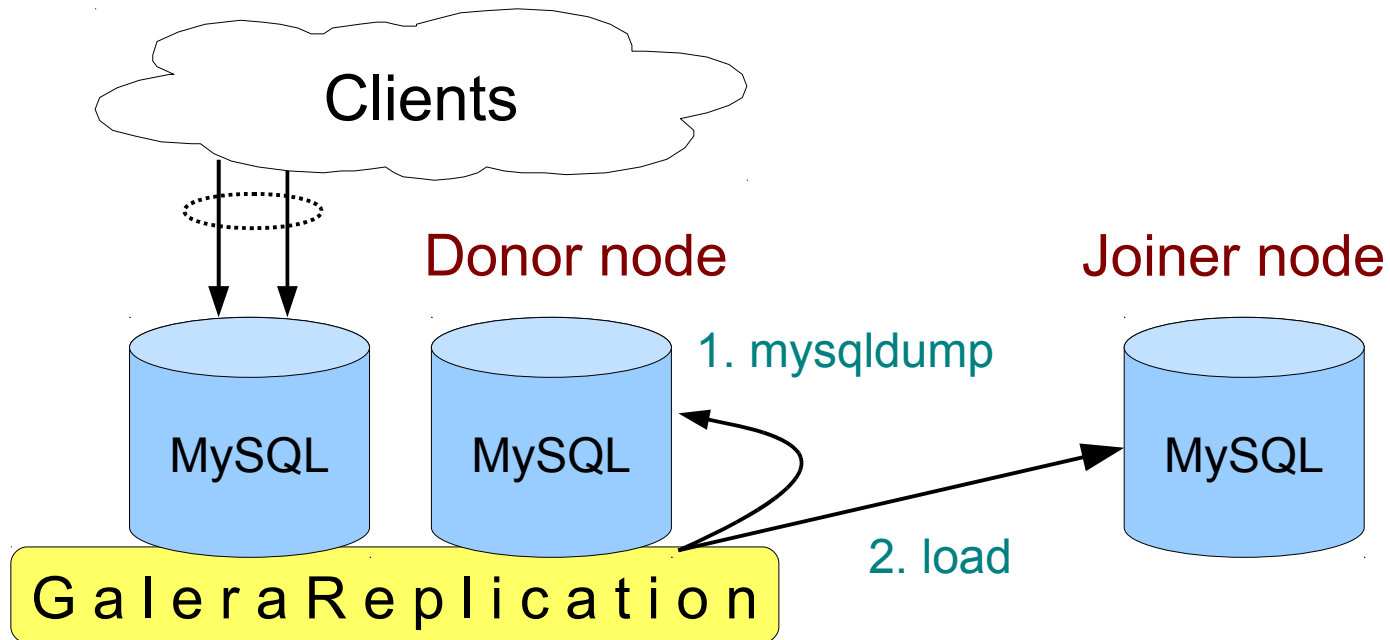 Clients
Donor node
Joiner node
1. mysqldump
MySQL
MySQL
MySQL
2. load
GaleraReplication